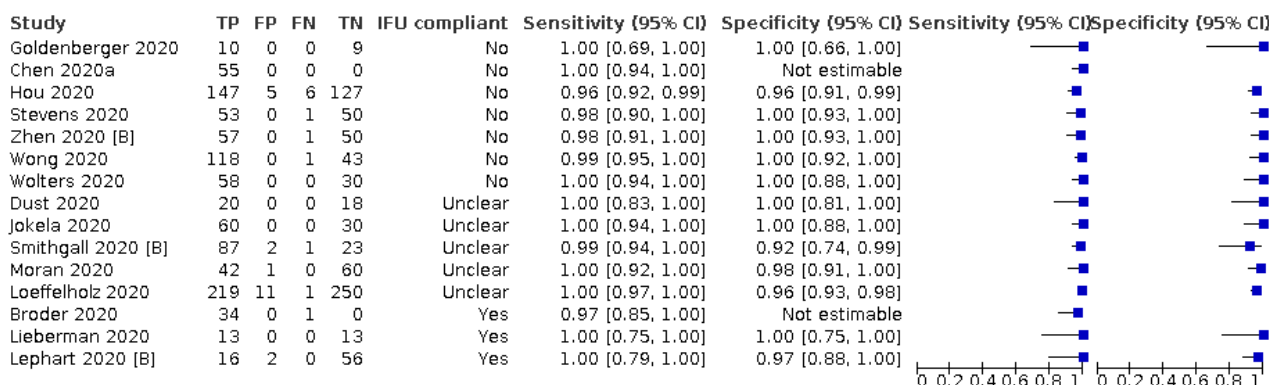 Study TP FP FN TN IFU compliant Sensitivity (95% CI) Specificity (95% CI) Sensitivity (95% CI) Specificity (95% CI)
Goldenberger 2020 10 0 0 9 No 1.00 [0.69, 1.00] 1.00 [0.66, 1.00]
Chen 2020a 55 0 0 0 No 1.00 [0.94, 1.00] Not estimable
Hou 2020 147 5 6 127 No 0.96 [0.92, 0.99] 0.96 [0.91, 0.99]
Stevens 2020 53 0 1 50 No 0.98 [0.90, 1.00] 1.00 [0.93, 1.00]
Zhen 2020 [B] 57 0 1 50 No 0.98 [0.91, 1.00] 1.00 [0.93, 1.00]
Wong 2020 118 0 1 43 No 0.99 [0.95, 1.00] 1.00 [0.92, 1.00]
Wolters 2020 58 0 0 30 No 1.00 [0.94, 1.00] 1.00 [0.88, 1.00]
Dust 2020 20 0 0 18 Unclear 1.00 [0.83, 1.00] 1.00 [0.81, 1.00]
Jokela 2020 60 0 0 30 Unclear 1.00 [0.94, 1.00] 1.00 [0.88, 1.00]
Smithgall 2020 [B] 87 2 1 23 Unclear 0.99 [0.94, 1.00] 0.92 [0.74, 0.99]
Moran 2020 42 1 0 60 Unclear 1.00 [0.92, 1.00] 0.98 [0.91, 1.00]
Loeffelholz 2020 219 11 1 250 Unclear 1.00 [0.97, 1.00] 0.96 [0.93, 0.98]
Broder 2020 34 0 1 0 Yes 0.97 [0.85, 1.00] Not estimable
Lieberman 2020 13 0 0 13 Yes 1.00 [0.75, 1.00] 1.00 [0.75, 1.00]
Lephart 2020 [B] 16 2 0 56 Yes 1.00 [0.79, 1.00] 0.97 [0.88, 1.00]
0 0.2 0.4 0.6 0.8 1 0 0.2 0.4 0.6 0.8 1